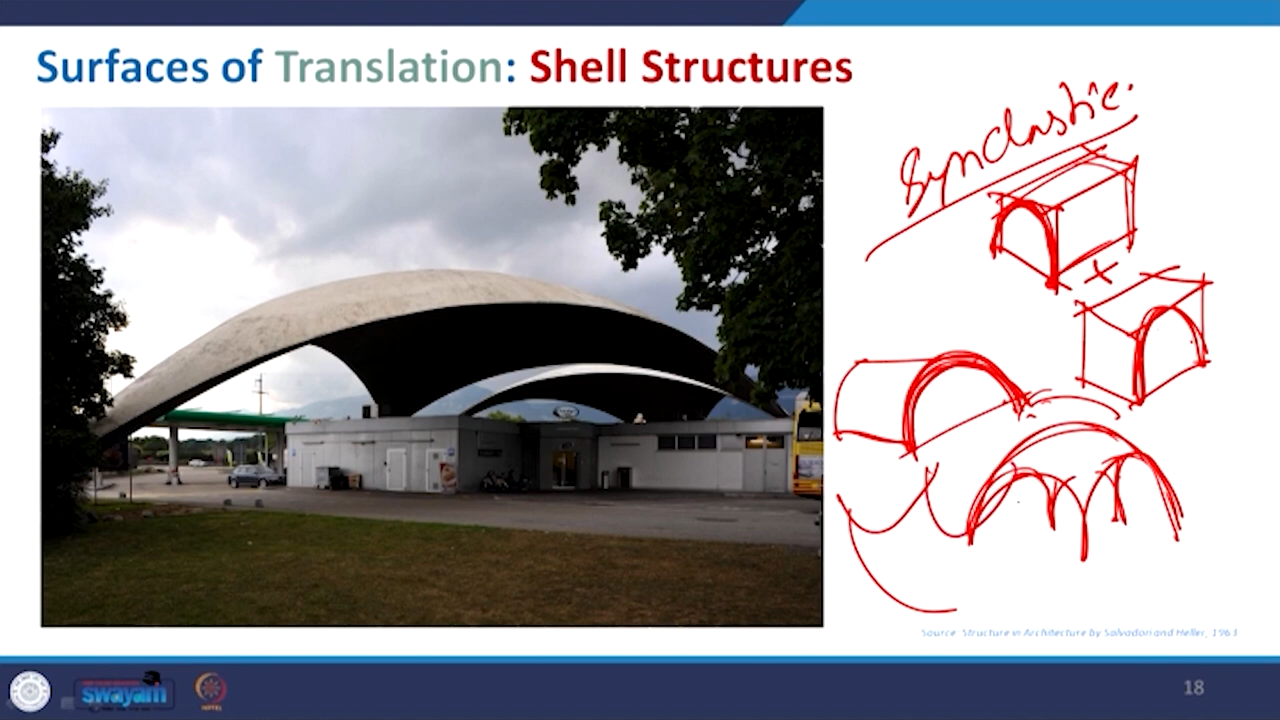 Surfaces of Translation: Shell Structures
Synclastic.
Source: Structure in Architecture by Salvadori and Heller, 1963
swayam
18